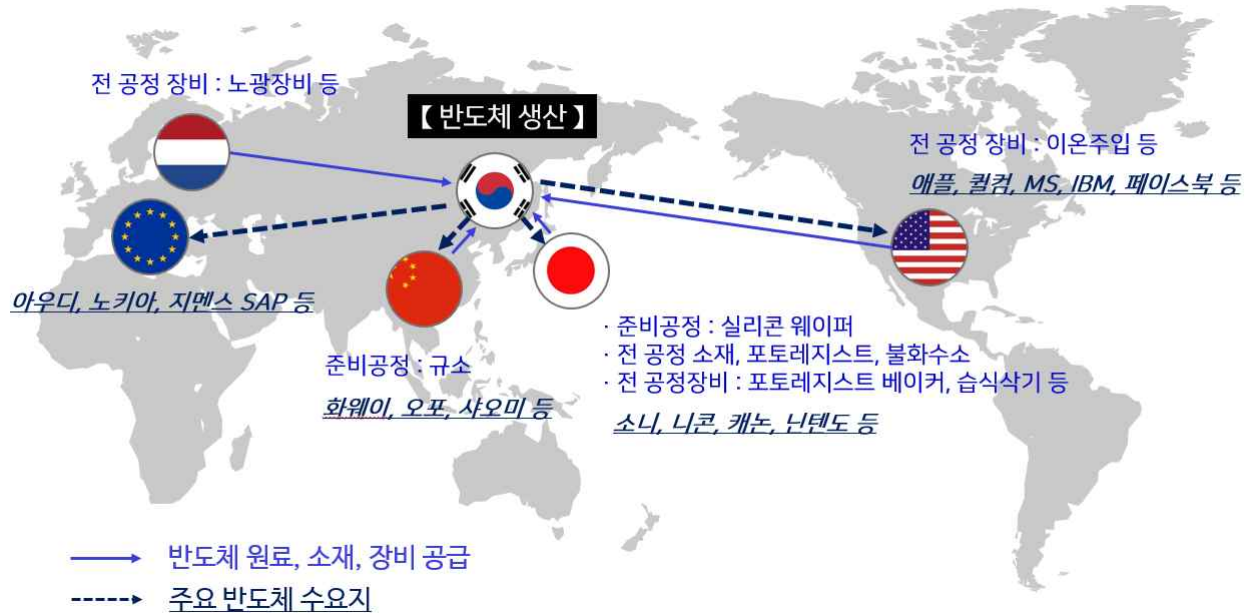 전 공정 장비 : 노광장비 등
【 반도체 생산 】
전 공정 장비 : 이온주입 등
애플, 퀄컴, MS, IBM, 페이스북 등
아우디, 노키아, 지멘스 SAP 등
준비공정 : 규소
화웨이, 오포, 샤오미 등
· 준비공정 : 실리콘 웨이퍼
· 전 공정 소재, 포토레지스트, 불화수소
· 전 공정장비 : 포토레지스트 베이커, 습식삭기 등
소니, 니콘, 캐논, 닌텐도 등
반도체 원료, 소재, 장비 공급
주요 반도체 수요지